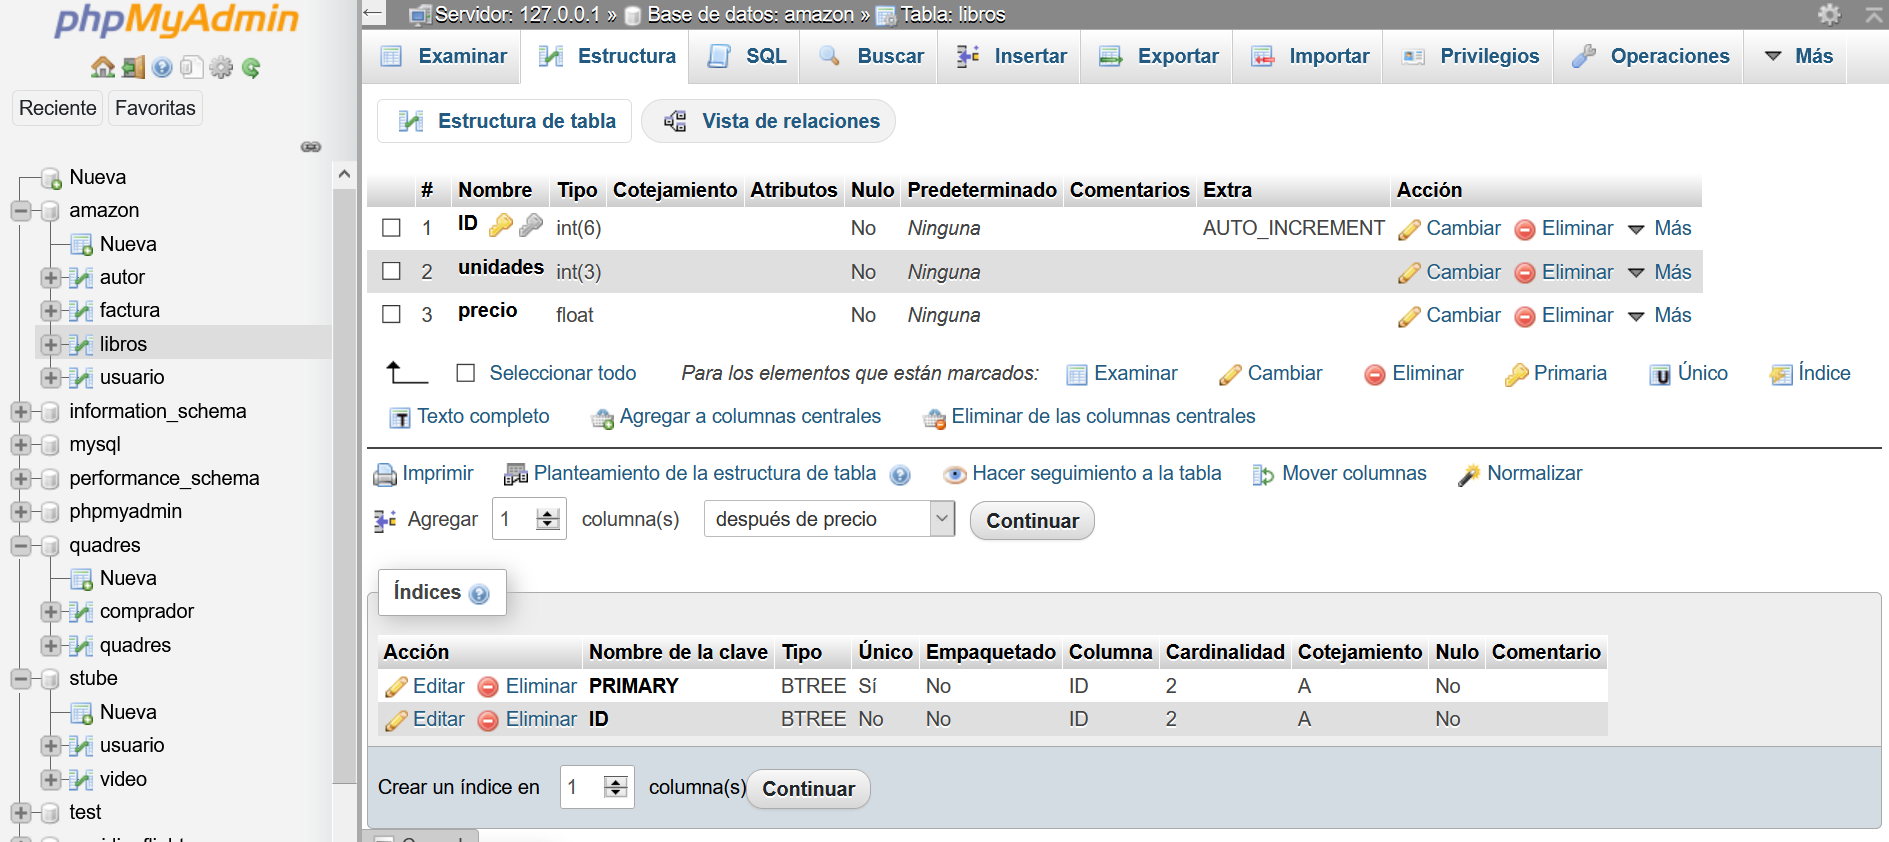 phpMyAdmin
Reciente Favoritas
Nueva
amazon
Nueva
autor
factura
libros
usuario
information_schema
mysql
performance_schema
phpmyadmin
quadres
Nueva
comprador
quadres
stube
Nueva
usuario
video
test
Servidor: 127.0.0.1 » Base de datos: amazon » Tabla: libros
Examinar Estructura SQL Buscar Insertar Exportar Importar Privilegios Operaciones Más
Estructura de tabla Vista de relaciones
# Nombre Tipo Cotejamiento Atributos Nulo Predeterminado Comentarios Extra Acción
1 ID int(6) No Ninguna AUTO_INCREMENT Cambiar Eliminar Más
2 unidades int(3) No Ninguna Cambiar Eliminar Más
3 precio float No Ninguna Cambiar Eliminar Más
Seleccionar todo Para los elementos que están marcados: Examinar Cambiar Eliminar Primaria Único Índice
Texto completo Agregar a columnas centrales Eliminar de las columnas centrales
Imprimir Planteamiento de la estructura de tabla Hacer seguimiento a la tabla Mover columnas Normalizar
Agregar 1 columna(s) después de precio Continuar
Índices
Acción Nombre de la clave Tipo Único Empaquetado Columna Cardinalidad Cotejamiento Nulo Comentario
Editar Eliminar PRIMARY BTREE Sí No ID 2 A No
Editar Eliminar ID BTREE No No ID 2 A No
Crear un índice en 1 columna(s) Continuar